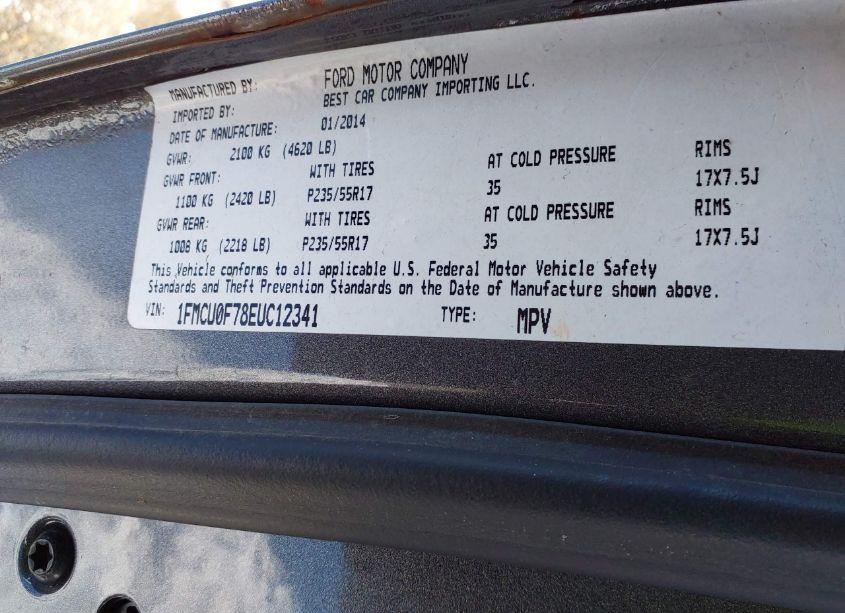 MANUFACTURED BY: FORD MOTOR COMPANY
IMPORTED BY: BEST CAR COMPANY IMPORTING LLC.
DATE OF MANUFACTURE: 01/2014
GVWR: 2100 KG (4620 LB)
GVWR FRONT: WITH TIRES AT COLD PRESSURE RIMS
1100 KG (2420 LB) P235/55R17 35 17X7.5J
GVWR REAR: WITH TIRES AT COLD PRESSURE RIMS
1008 KG (2218 LB) P235/55R17 35 17X7.5J
This Vehicle conforms to all applicable U.S. Federal Motor Vehicle Safety
Standards and Theft Prevention Standards on the Date of Manufacture shown above.
VIN: 1FMCU0F78EUC12341 TYPE: MPV